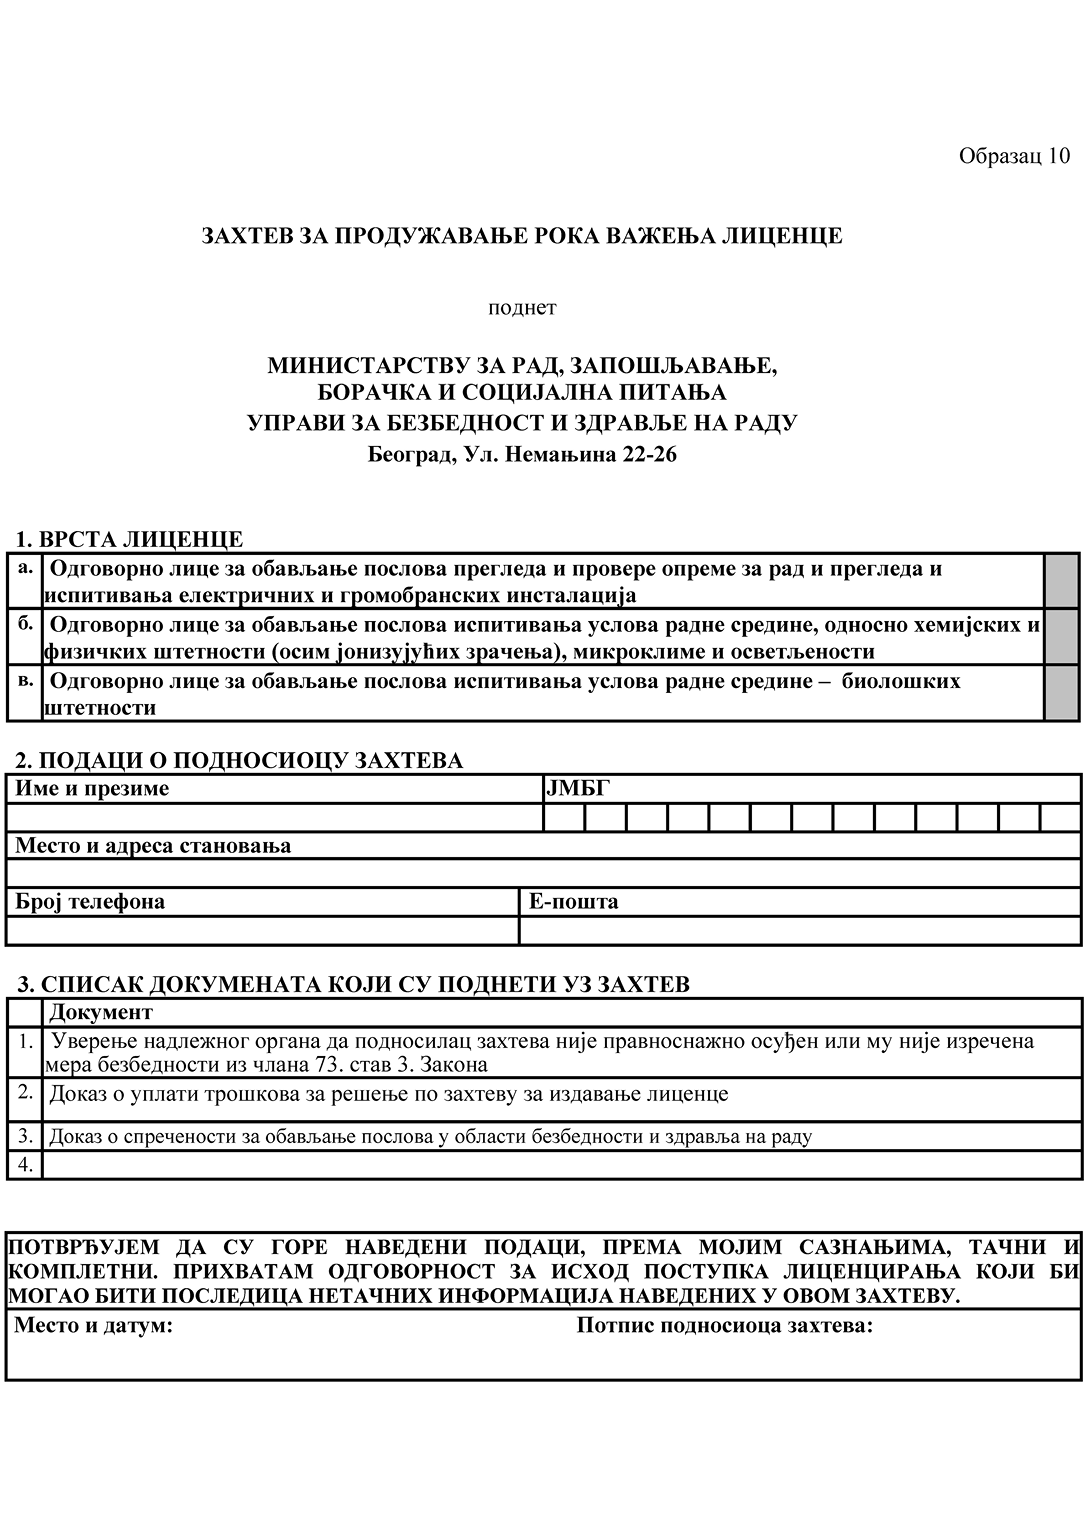 Образац 10
ЗАХТЕВ ЗА ПРОДУЖАВАЊЕ РОКА ВАЖЕЊА ЛИЦЕНЦЕ
поднет
МИНИСТАРСТВУ ЗА РАД, ЗАПОШЉАВАЊЕ,
БОРАЧКА И СОЦИЈАЛНА ПИТАЊА
УПРАВИ ЗА БЕЗБЕДНОСТ И ЗДРАВЉЕ НА РАДУ
Београд, Ул. Немањина 22-26
1. ВРСТА ЛИЦЕНЦЕ
а. Одговорно лице за обављање послова прегледа и провере опреме за рад и прегледа и
испитивања електричних и громобранских инсталација
б. Одговорно лице за обављање послова испитивања услова радне средине, односно хемијских и
физичких штетности (осим јонизујућих зрачења), микроклиме и осветљености
в. Одговорно лице за обављање послова испитивања услова радне средине – биолошких
штетности
2. ПОДАЦИ О ПОДНОСИОЦУ ЗАХТЕВА
Име и презиме ЈМБГ
Место и адреса становања
Број телефона Е-пошта
3. СПИСАК ДОКУМЕНАТА КОЈИ СУ ПОДНЕТИ УЗ ЗАХТЕВ
Документ
1. Уверење надлежног органа да подносилац захтева није правноснажно осуђен или му није изречена
мера безбедности из члана 73. став 3. Закона
2. Доказ о уплати трошкова за решење по захтеву за издавање лиценце
3. Доказ о спречености за обављање послова у области безбедности и здравља на раду
4.
ПОТВРЂУЈЕМ ДА СУ ГОРЕ НАВЕДЕНИ ПОДАЦИ, ПРЕМА МОЈИМ САЗНАЊИМА, ТАЧНИ И
КОМПЛЕТНИ. ПРИХВАТАМ ОДГОВОРНОСТ ЗА ИСХОД ПОСТУПКА ЛИЦЕНЦИРАЊА КОЈИ БИ
МОГАО БИТИ ПОСЛЕДИЦА НЕТАЧНИХ ИНФОРМАЦИЈА НАВЕДЕНИХ У ОВОМ ЗАХТЕВУ.
Место и датум: Потпис подносиоца захтева: